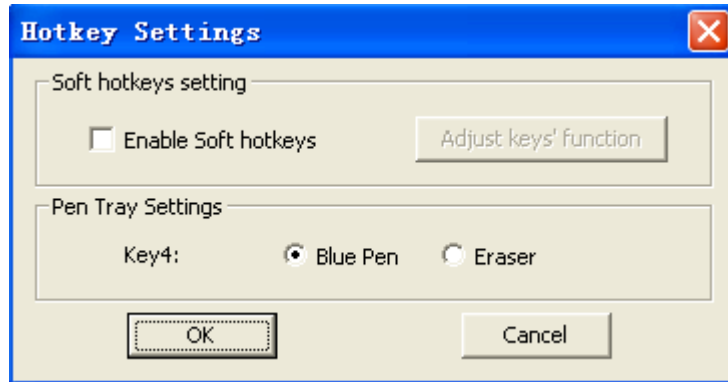 Hotkey Settings
Soft hotkeys setting
Enable Soft hotkeys
Adjust keys' function
Pen Tray Settings
Key4:
Blue Pen
Eraser
OK
Cancel